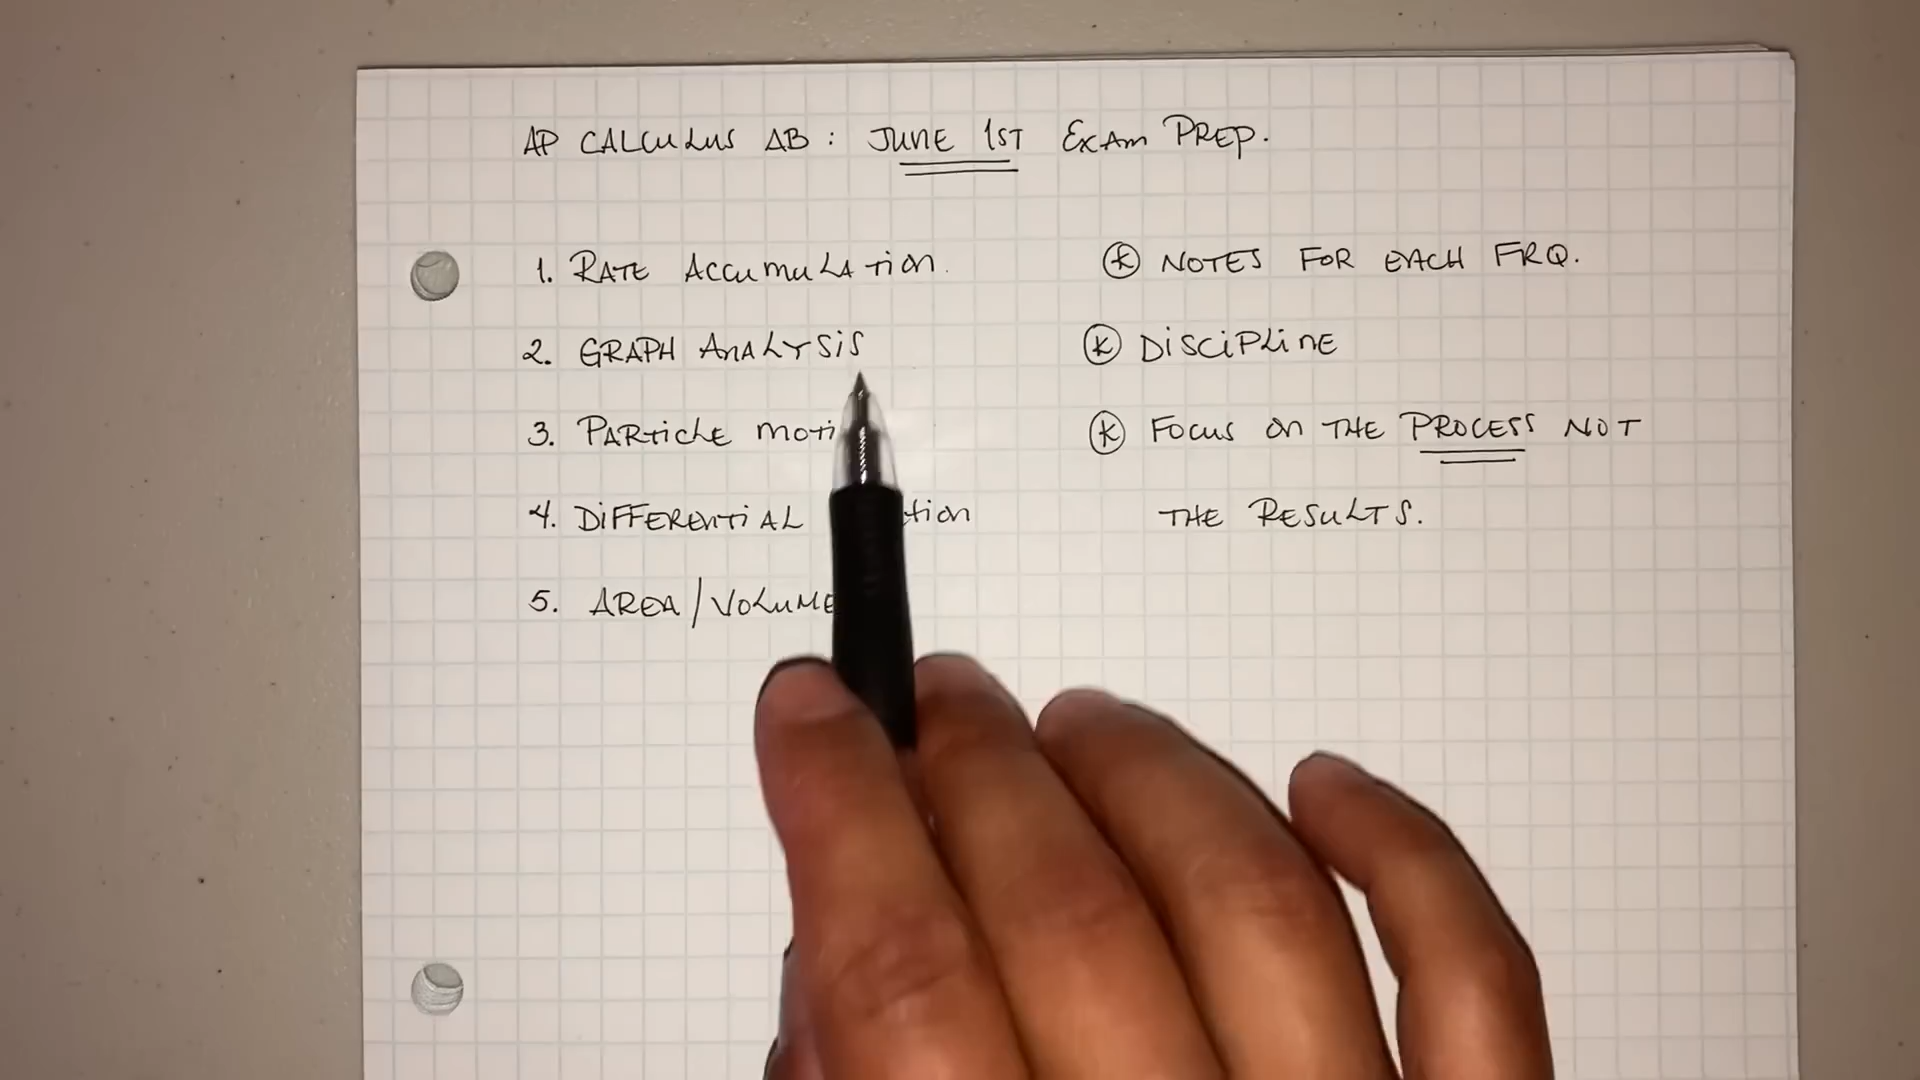 AP CALCULUS AB: JUNE 1ST EXAM PREP.
1. RATE ACCUMULATION.
2. GRAPH ANALYSIS
3. PARTICLE
4. DIFFERENTIAL
5. AREA/VOLUME
* NOTES FOR EACH FRQ.
* DISCIPLINE
* FOCUS ON THE PROCESS NOT
THE RESULTS.